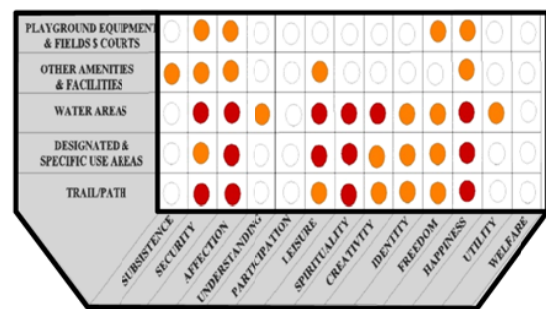 PLAYGROUND EQUIPMENT
& FIELDS $ COURTS
OTHER AMENITIES
& FACILITIES
WATER AREAS
DESIGNATED &
SPECIFIC USE AREAS
TRAIL/PATH
SUBSISTENCE
SECURITY
AFFECTION
UNDERSTANDING
PARTICIPATION
LEISURE
SPIRITUALITY
CREATIVITY
IDENTITY
FREEDOM
HAPPINESS
UTILITY
WELFARE